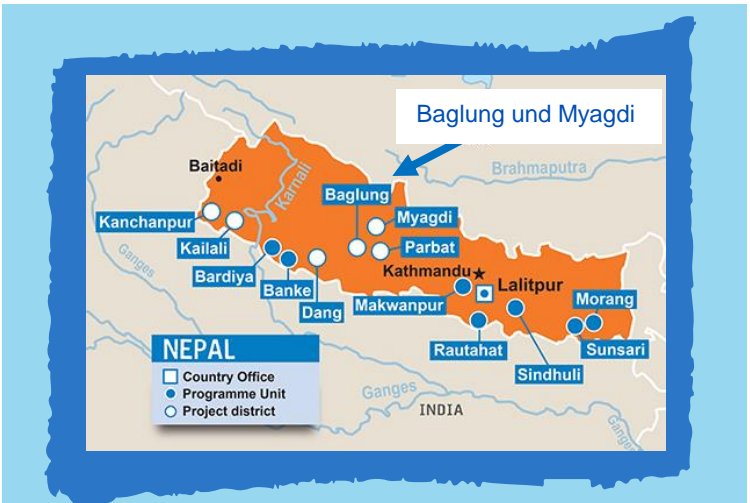 Baglung und Myagdi
Baitadi
Karnali
Brahmaputra
Baglung
Kanchanpur
Myagdi
Kailali
Parbat
Ganges
Bardiya
Kathmandu
Banke
Lalitpur
Dang
Makwanpur
Morang
Rautahat
Sunsari
Sindhuli
NEPAL
Country Office
Programme Unit
Project district
Ganges
INDIA
Ganges